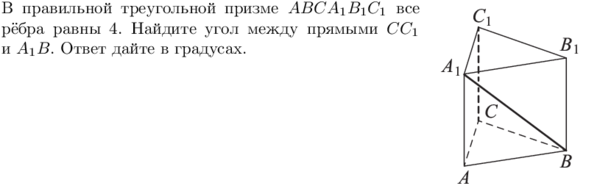 В правильной треугольной призме ABCA₁B₁C₁ все
рёбра равны 4. Найдите угол между прямыми CC₁
и A₁B. Ответ дайте в градусах.
C₁
B₁
A₁
C
B
A